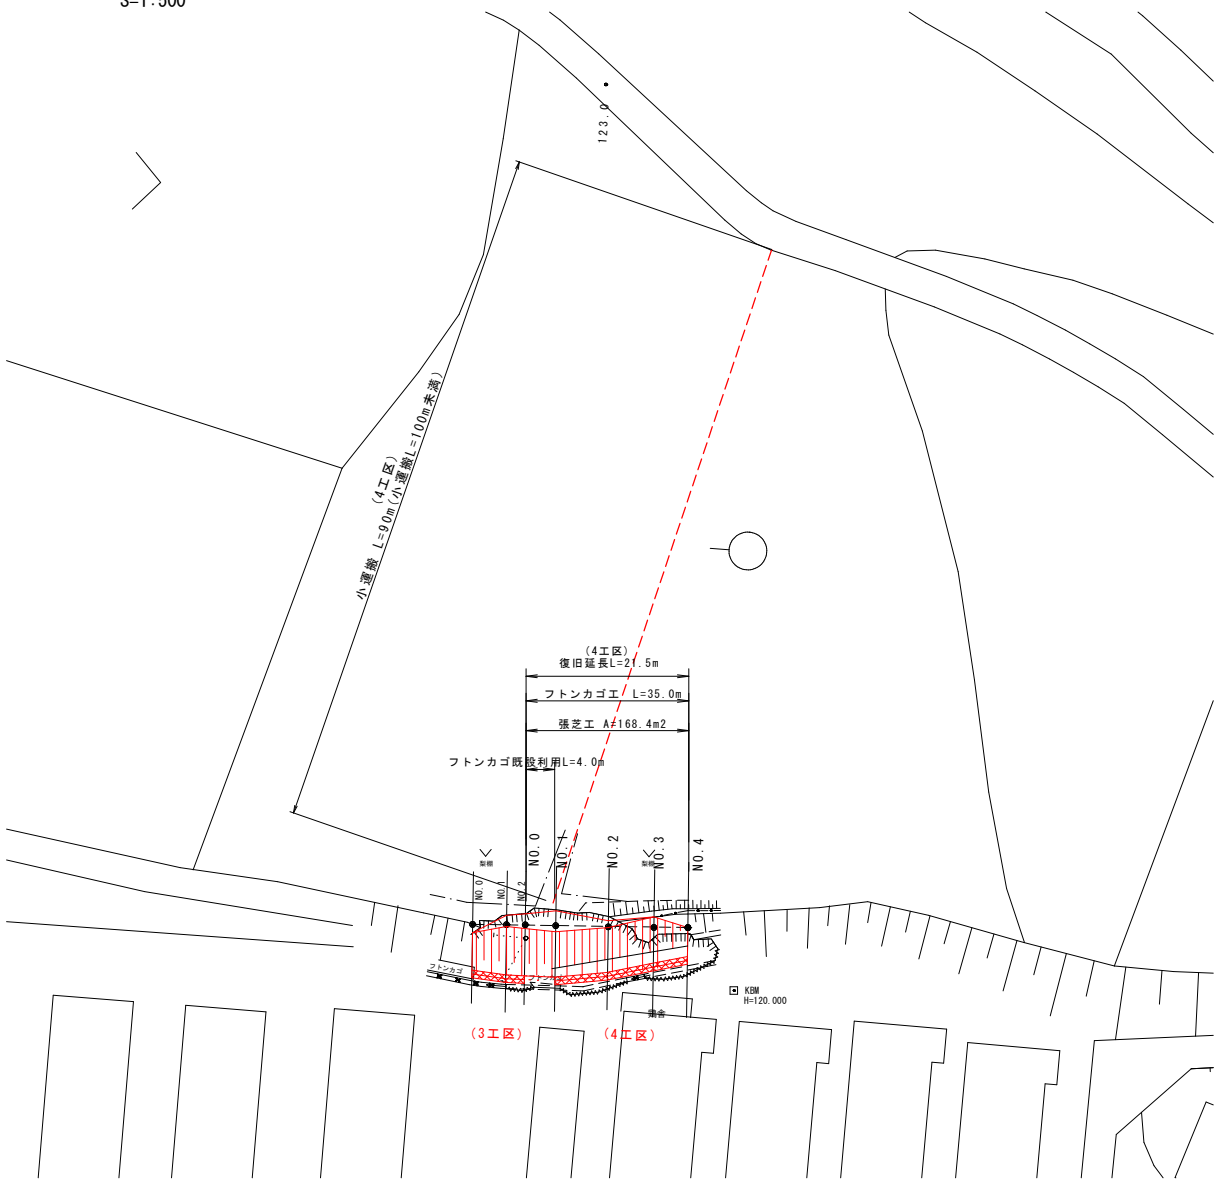 S=1:500
123.0
(4工区)
小運搬 L=90m(小運搬L=100m未満)
(4工区)
復旧延長L=21.5m
フトンカゴ工 L=35.0m
張芝工 A=168.4m2
フトンカゴ既設利用L=4.0m
NO.0
NO.1
NO.2
NO.3
NO.4
NO.0
NO.1
NO.2
フトンカゴ
KBM
H=120.000
(3工区)
(4工区)